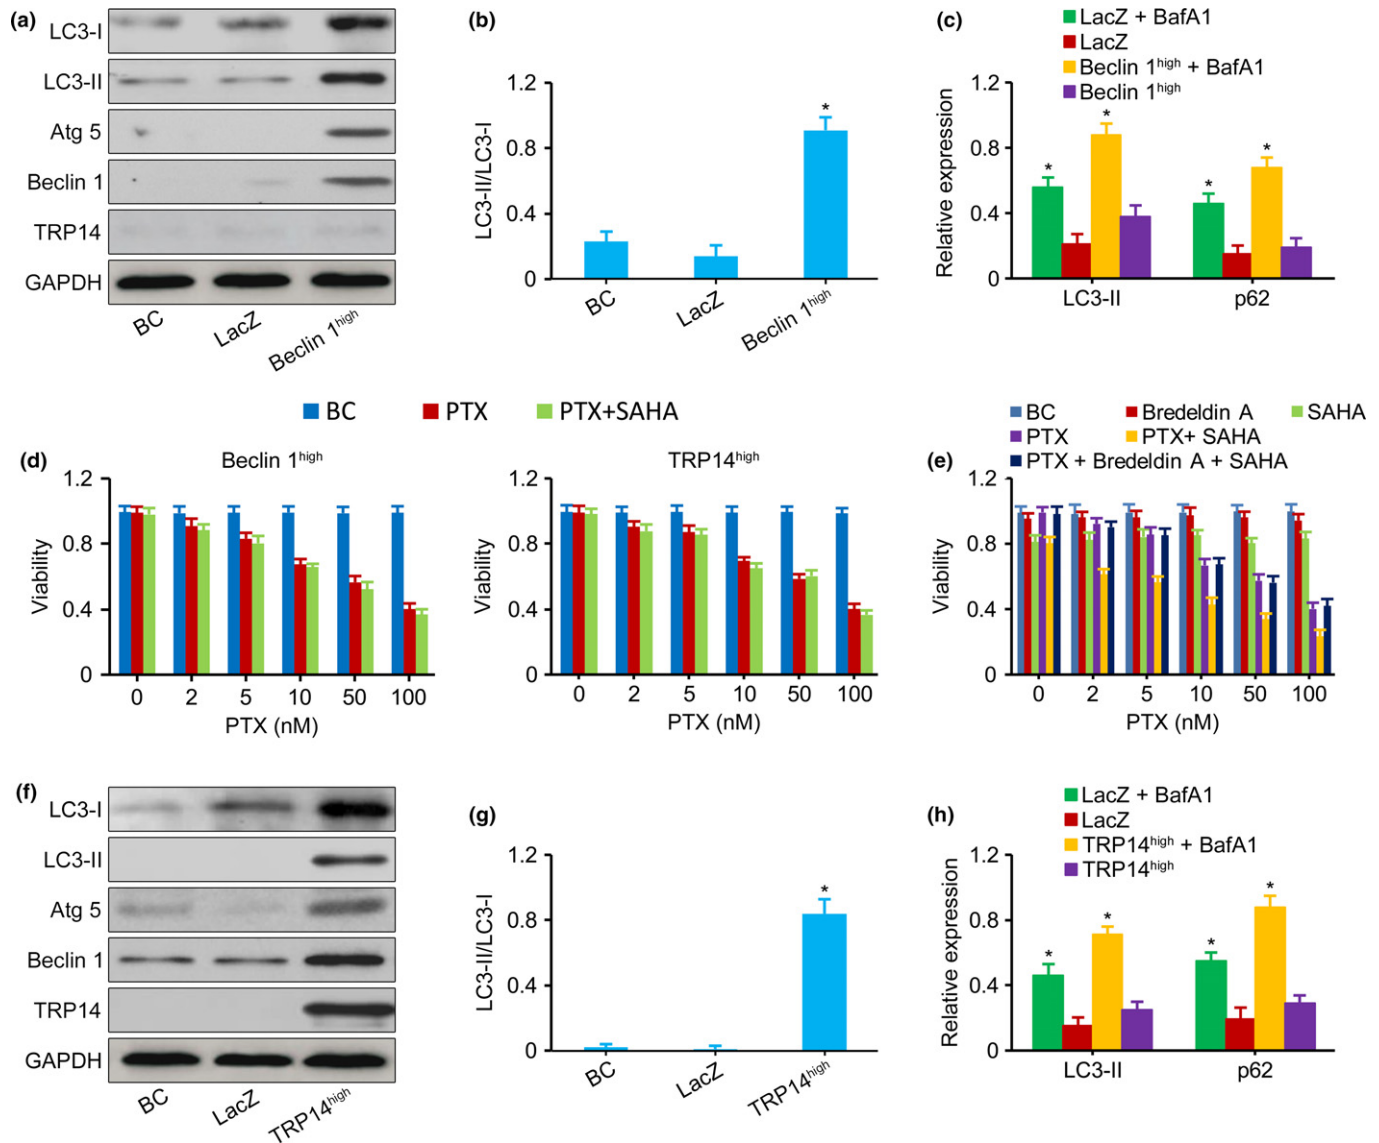 (a)
LC3-I
LC3-II
Atg 5
Beclin 1
TRP14
GAPDH
BC
LacZ
Beclin 1high
(b)
1.2
0.8
0.4
0
LC3-II/LC3-I
*
BC
LacZ
Beclin 1high
(c)
LacZ + BafA1
LacZ
Beclin 1high + BafA1
Beclin 1high
1.2
0.8
0.4
0
Relative expression
* * * *
LC3-II p62
BC PTX PTX+SAHA
(d)
Beclin 1high
1.2
0.8
0.4
0
Viability
0 2 5 10 50 100
PTX (nM)
TRP14high
1.2
0.8
0.4
0
Viability
0 2 5 10 50 100
PTX (nM)
(e)
BC Bredeldin A SAHA
PTX PTX+ SAHA
PTX + Bredeldin A + SAHA
1.2
0.8
0.4
0
Viability
0 2 5 10 50 100
PTX (nM)
(f)
LC3-I
LC3-II
Atg 5
Beclin 1
TRP14
GAPDH
BC
LacZ
TRP14high
(g)
1.2
0.8
0.4
0
LC3-II/LC3-I
*
BC
LacZ
TRP14high
(h)
LacZ + BafA1
LacZ
TRP14high + BafA1
TRP14high
1.2
0.8
0.4
0
Relative expression
* * * *
LC3-II p62